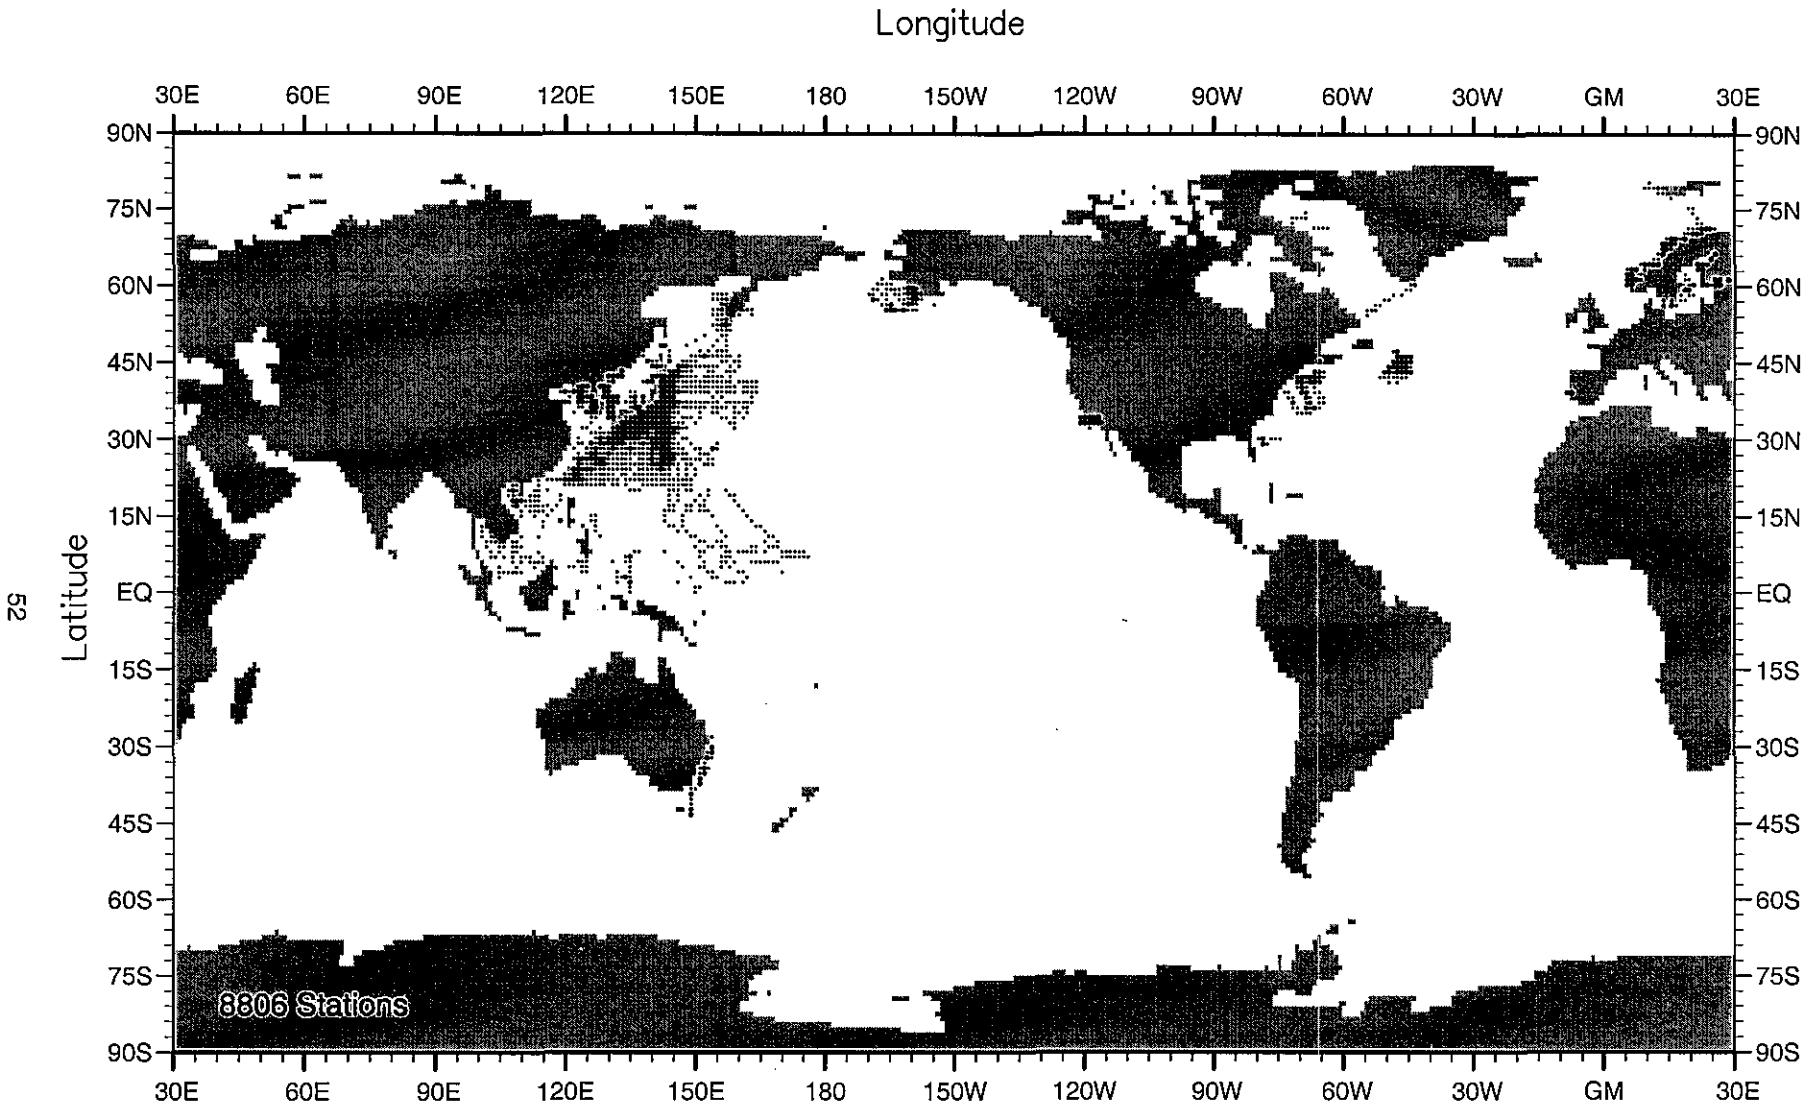 Longitude
30E 60E 90E 120E 150E 180 150W 120W 90W 60W 30W GM 30E
90N 90N
75N 75N
60N 60N
45N 45N
30N 30N
15N 15N
EQ EQ
15S 15S
30S 30S
45S 45S
60S 60S
75S 75S
90S 90S
Latitude
52
8806 Stations
30E 60E 90E 120E 150E 180 150W 120W 90W 60W 30W GM 30E